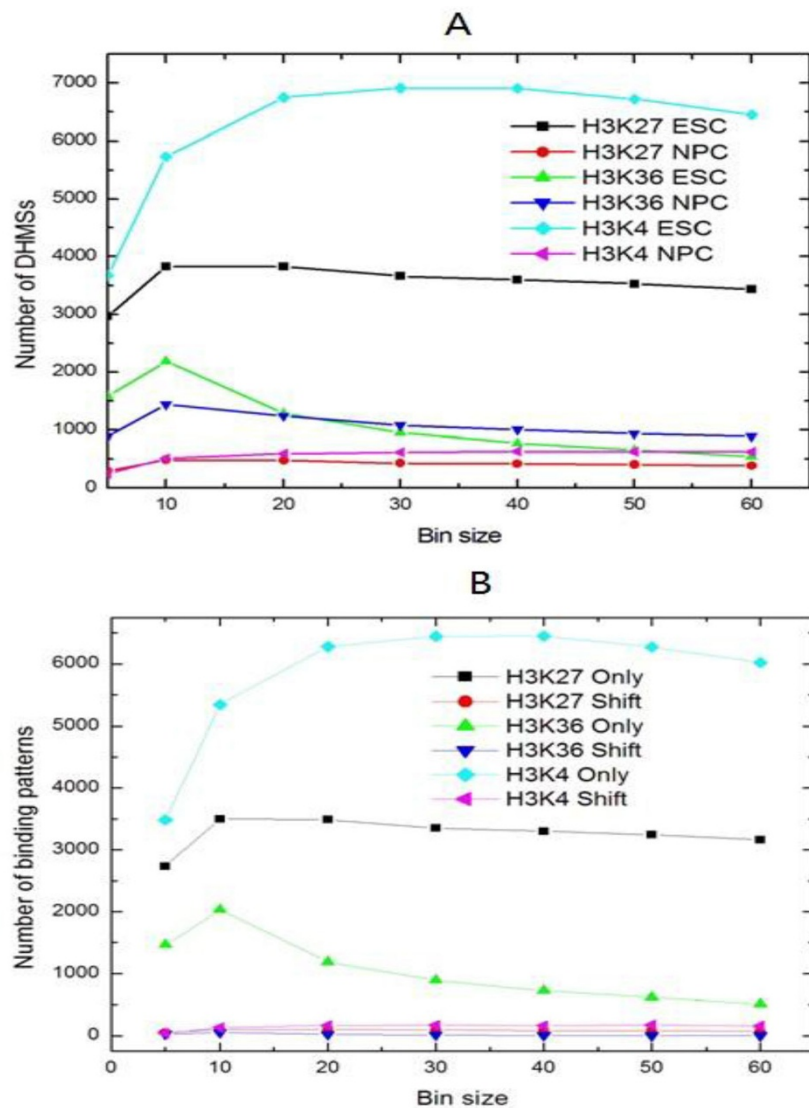 A
7000
6000
5000
4000
3000
2000
1000
0
Number of DHMSs
H3K27 ESC
H3K27 NPC
H3K36 ESC
H3K36 NPC
H3K4 ESC
H3K4 NPC
10 20 30 40 50 60
Bin size
B
6000
5000
4000
3000
2000
1000
0
Number of binding patterns
H3K27 Only
H3K27 Shift
H3K36 Only
H3K36 Shift
H3K4 Only
H3K4 Shift
0 10 20 30 40 50 60
Bin size